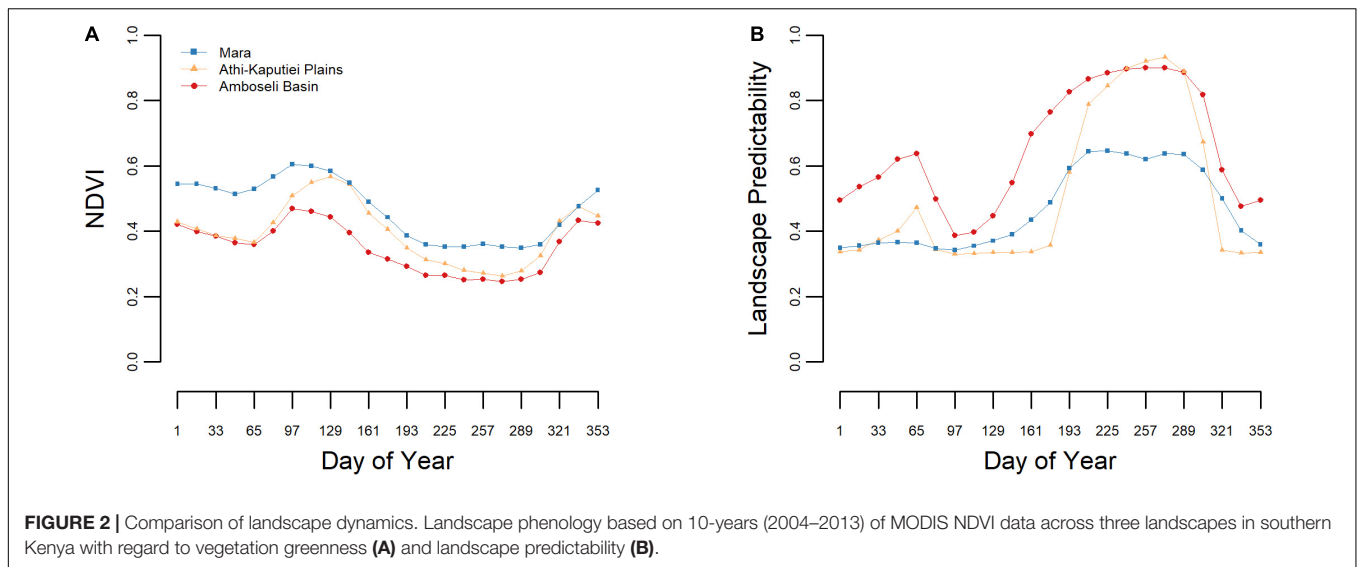 A
NDVI
1.0
0.8
0.6
0.4
0.2
0.0
Mara
Athi-Kaputiei Plains
Amboseli Basin
1 33 65 97 129 161 193 225 257 289 321 353
Day of Year
B
Landscape Predictability
1.0
0.8
0.6
0.4
0.2
0.0
1 33 65 97 129 161 193 225 257 289 321 353
Day of Year
FIGURE 2 | Comparison of landscape dynamics. Landscape phenology based on 10-years (2004–2013) of MODIS NDVI data across three landscapes in southern
Kenya with regard to vegetation greenness (A) and landscape predictability (B).